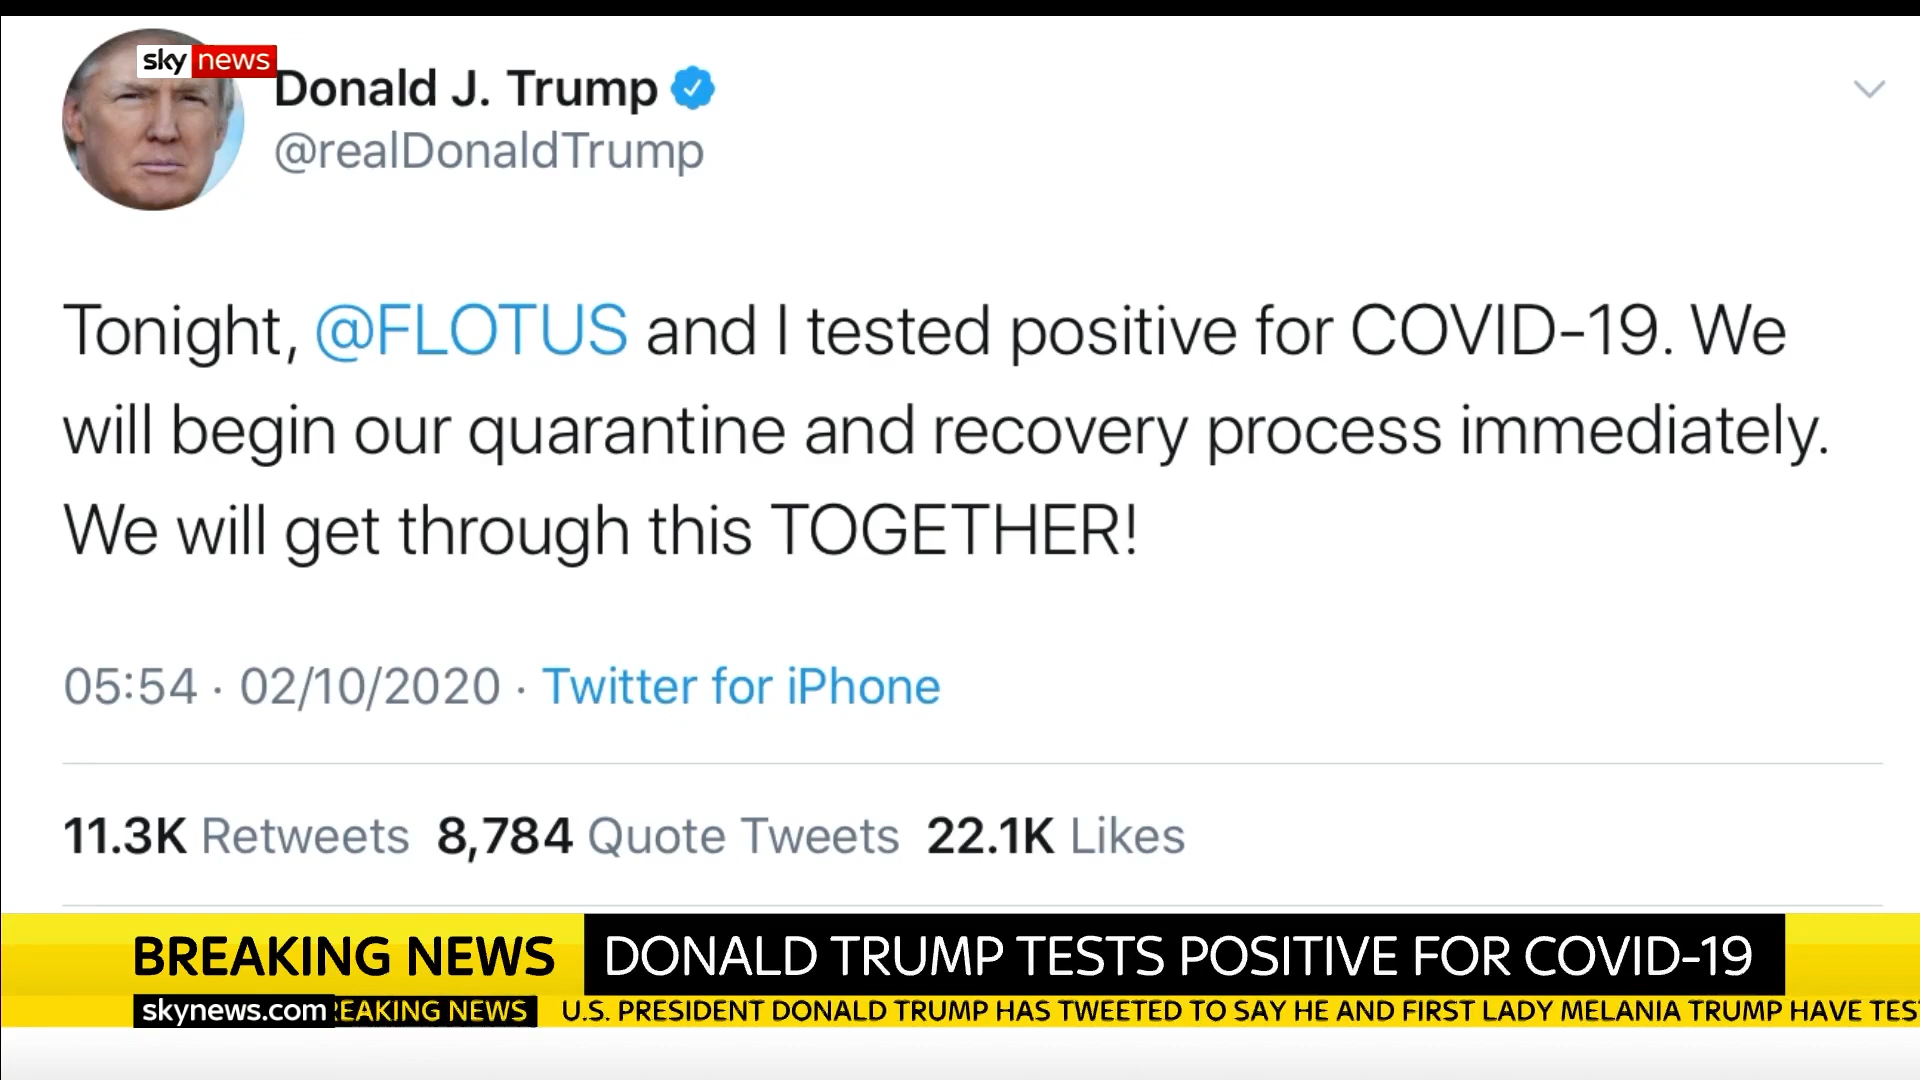 sky news
Donald J. Trump
@realDonaldTrump
Tonight, @FLOTUS and I tested positive for COVID-19. We
will begin our quarantine and recovery process immediately.
We will get through this TOGETHER!
05:54 · 02/10/2020 · Twitter for iPhone
11.3K Retweets 8,784 Quote Tweets 22.1K Likes
BREAKING NEWS DONALD TRUMP TESTS POSITIVE FOR COVID-19
skynews.com EAKING NEWS U.S. PRESIDENT DONALD TRUMP HAS TWEETED TO SAY HE AND FIRST LADY MELANIA TRUMP HAVE TES